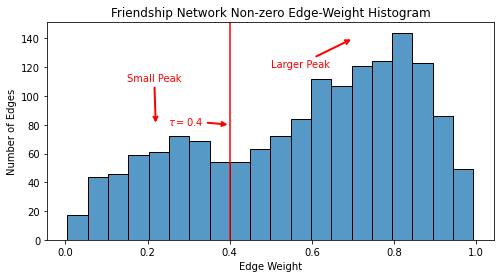 Friendship Network Non-zero Edge-Weight Histogram
140
120
100
80
60
40
20
0
Number of Edges
Small Peak
Larger Peak
τ = 0.4
0.0 0.2 0.4 0.6 0.8 1.0
Edge Weight